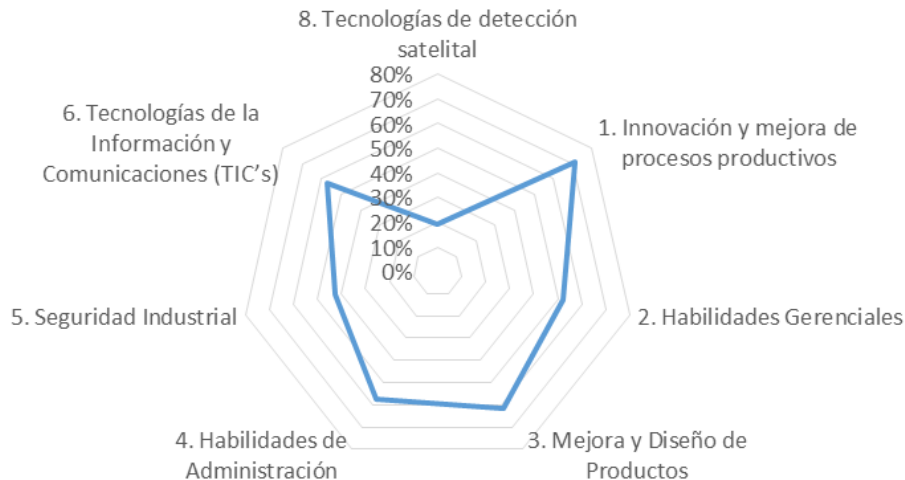 8. Tecnologías de detección
satelital
80%
70%
60%
50%
40%
30%
20%
10%
0%
1. Innovación y mejora de
procesos productivos
2. Habilidades Gerenciales
3. Mejora y Diseño de
Productos
4. Habilidades de
Administración
5. Seguridad Industrial
6. Tecnologías de la
Información y
Comunicaciones (TIC's)